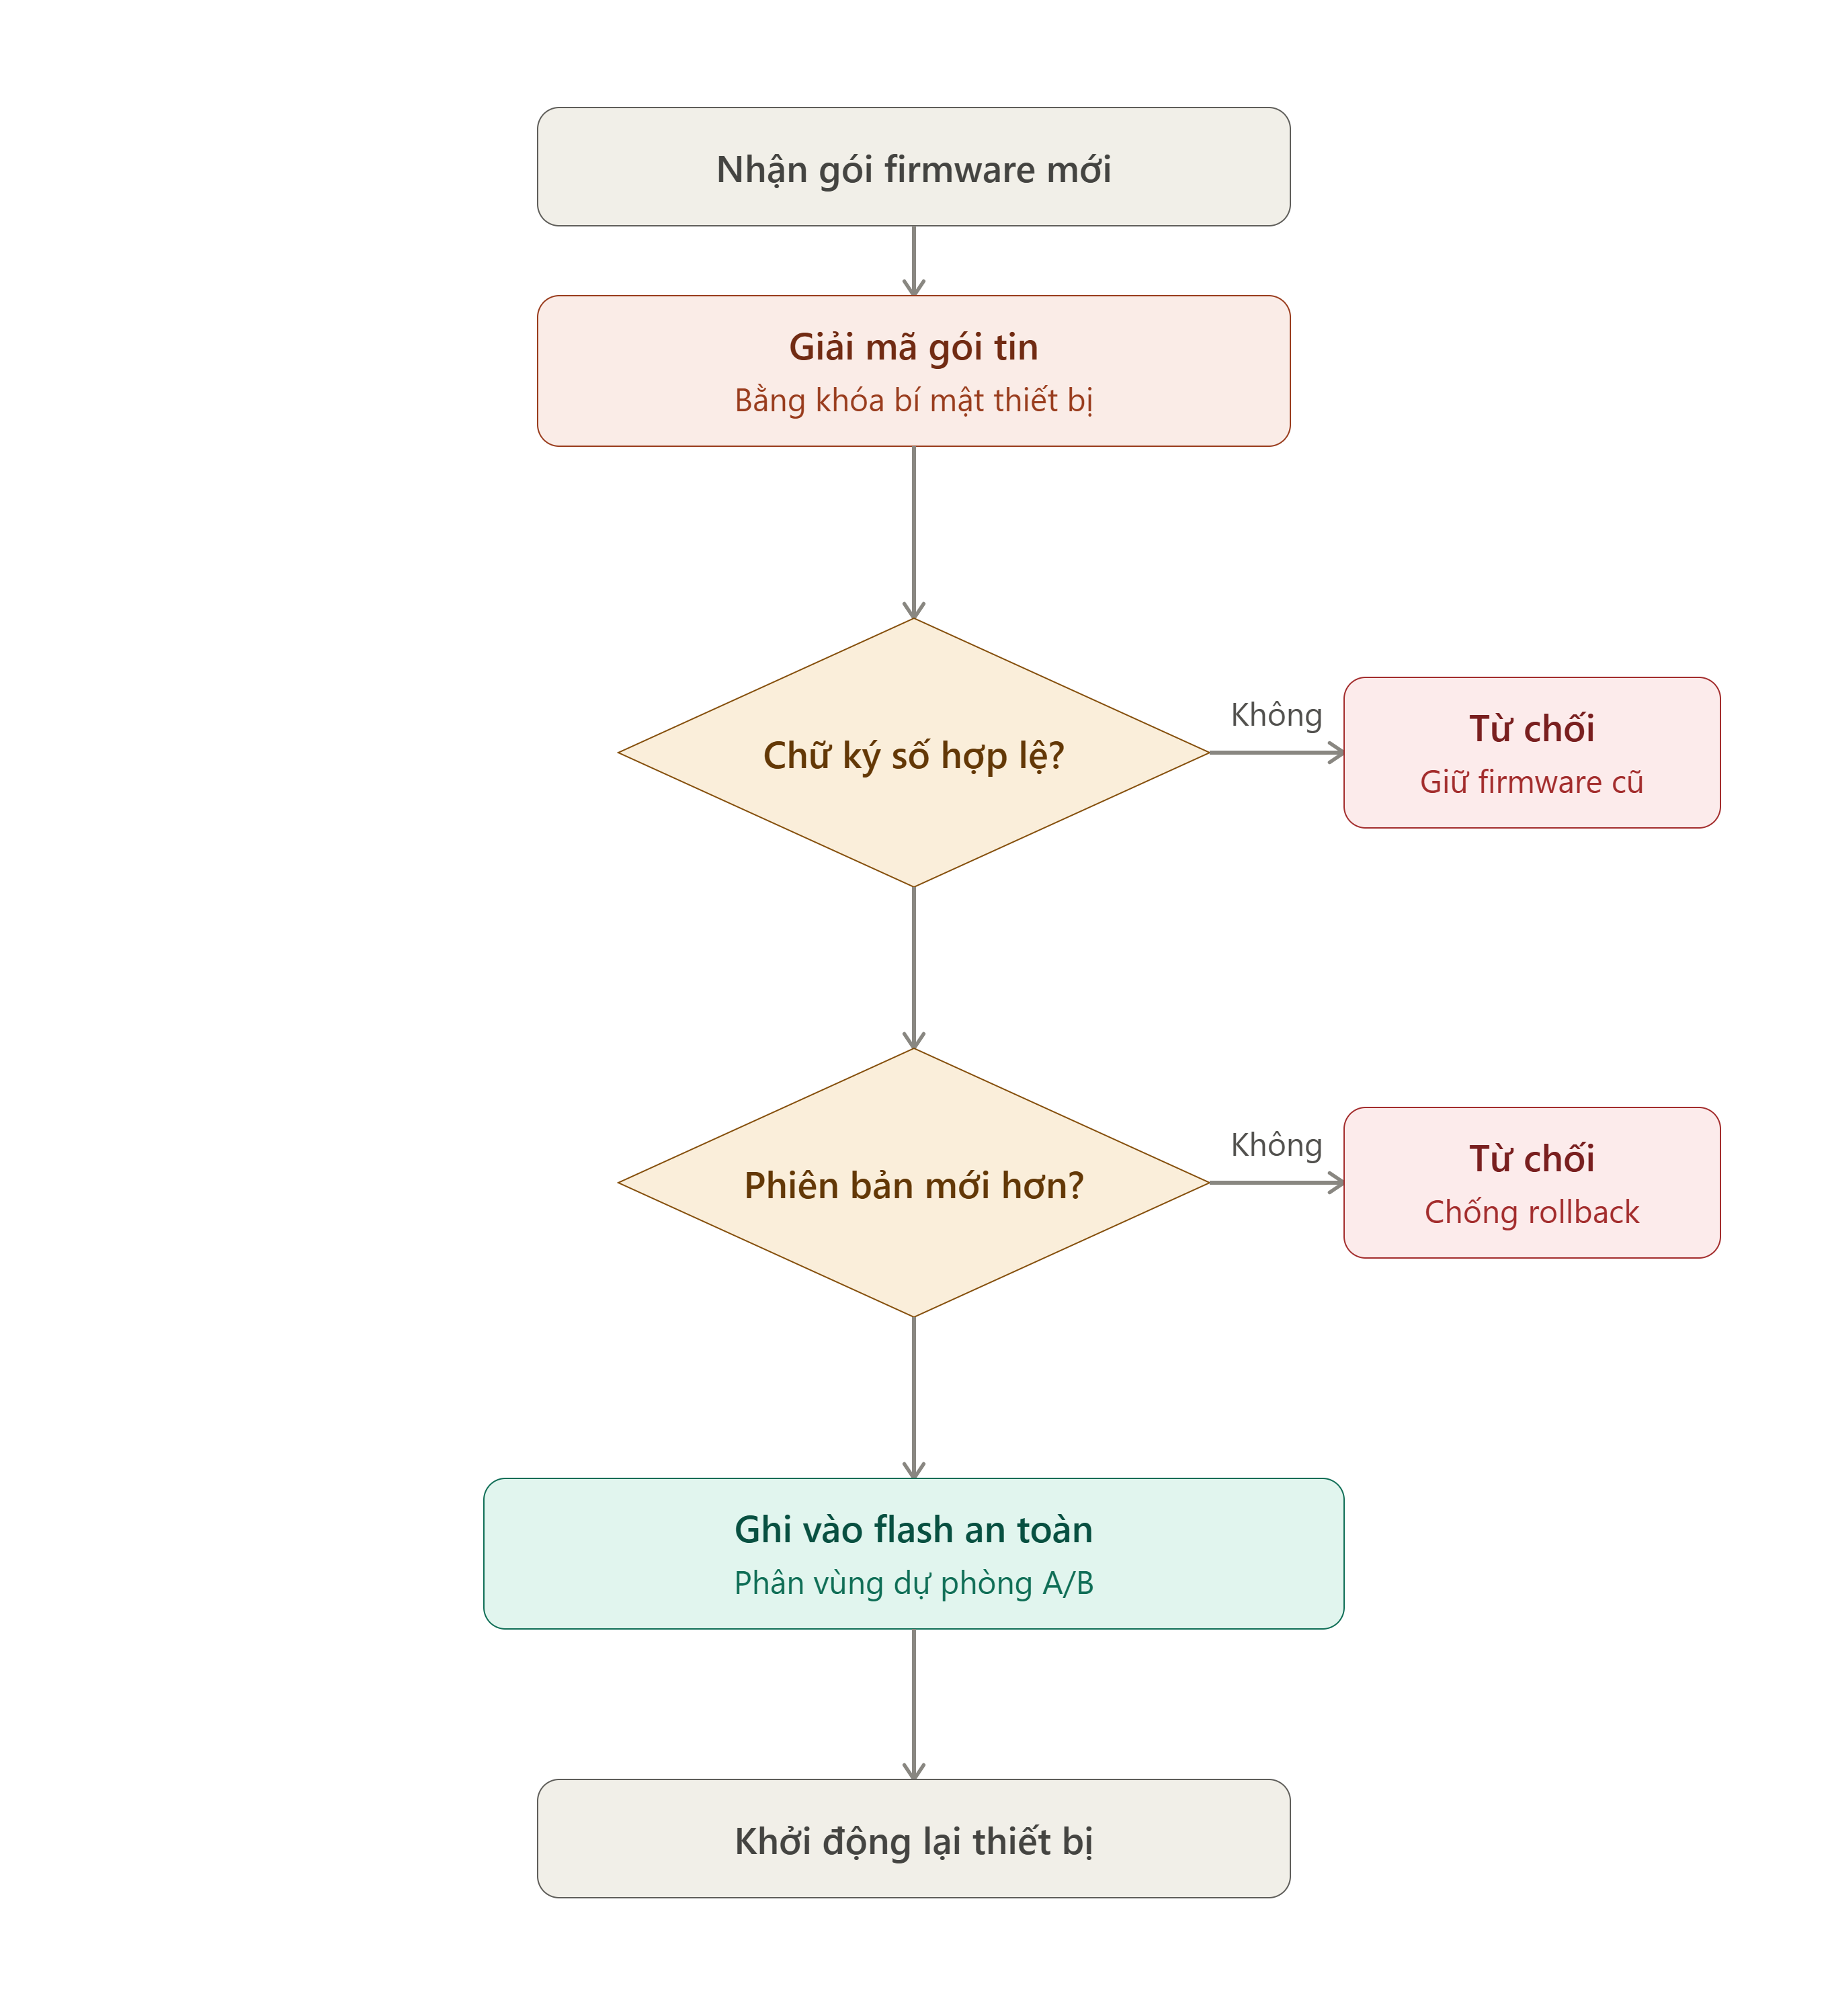 Nhận gói firmware mới
Giải mã gói tin
Bằng khóa bí mật thiết bị
Chữ ký số hợp lệ?
Không
Từ chối
Giữ firmware cũ
Phiên bản mới hơn?
Không
Từ chối
Chống rollback
Ghi vào flash an toàn
Phân vùng dự phòng A/B
Khởi động lại thiết bị